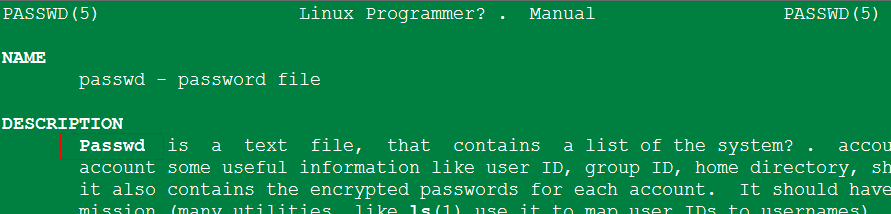 PASSWD(5) Linux Programmer? . Manual PASSWD(5)
NAME
passwd - password file
DESCRIPTION
Passwd is a text file, that contains a list of the system? . accou
account some useful information like user ID, group ID, home directory, sh
it also contains the encrypted passwords for each account. It should have
mission (many utilities, like ls(1) use it to map user IDs to usernames)